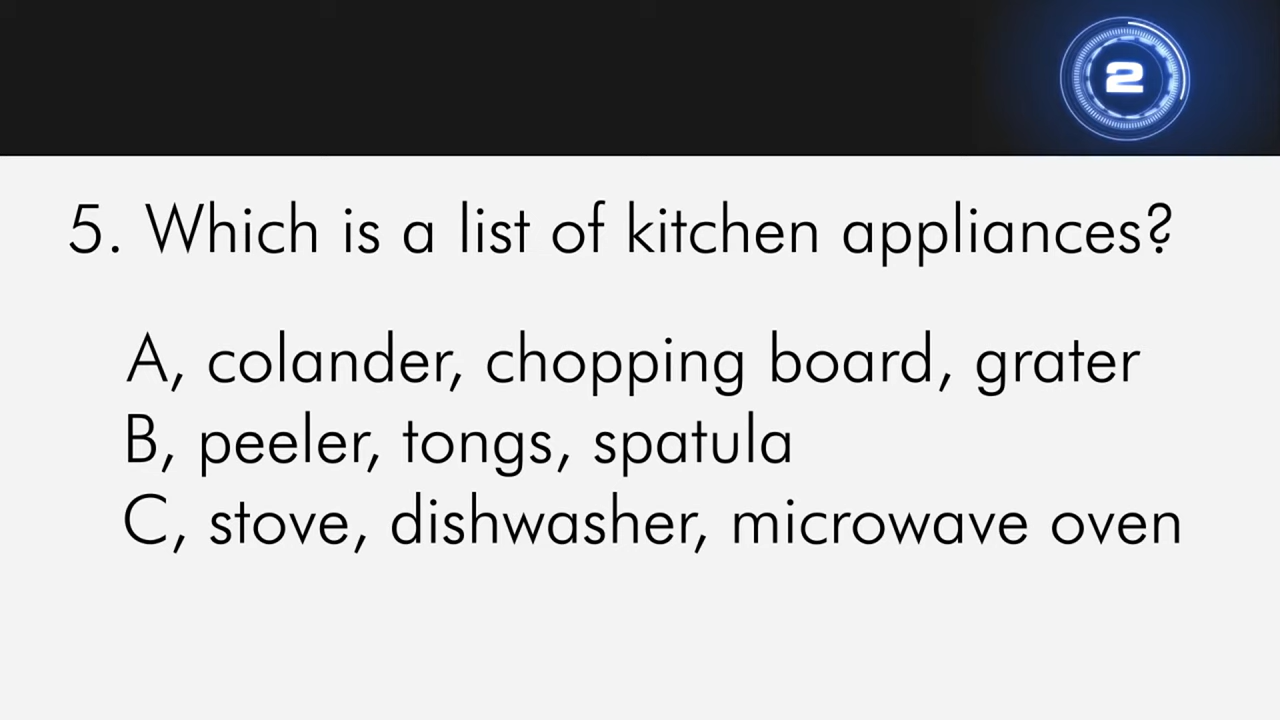 2
5. Which is a list of kitchen appliances?
A, colander, chopping board, grater
B, peeler, tongs, spatula
C, stove, dishwasher, microwave oven